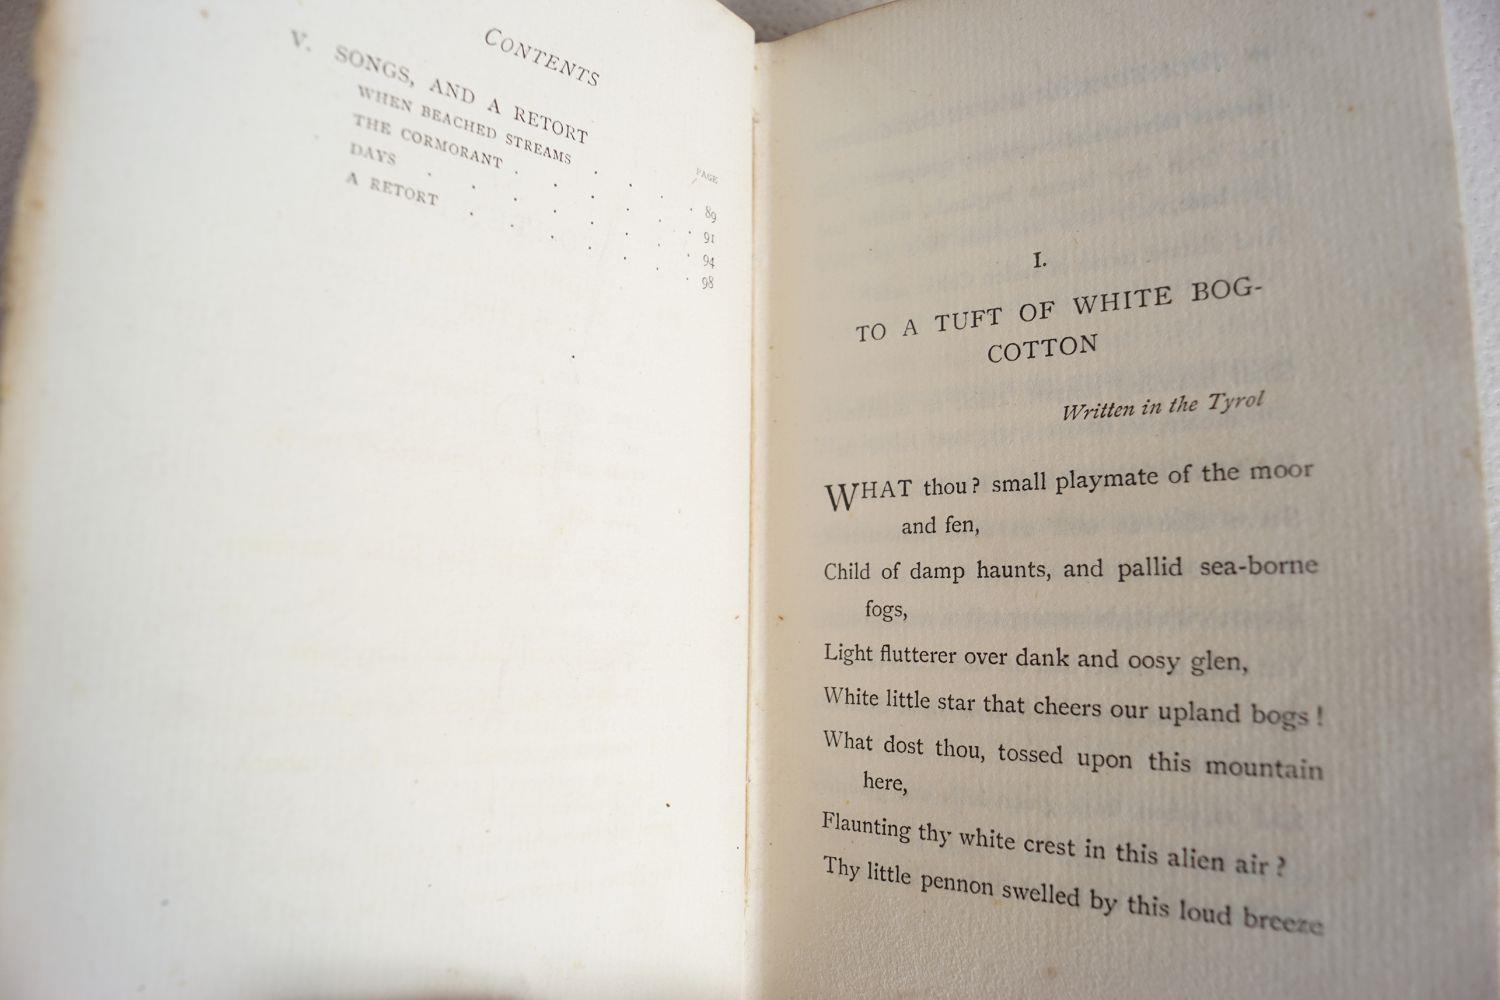 CONTENTS
V. SONGS, AND A RETORT
PAGE
WHEN BEACHED STREAMS . . . . . 89
THE CORMORANT . . . . . . 91
DAYS . . . . . . . . 94
A RETORT . . . . . . . 98
I.
TO A TUFT OF WHITE BOG-
COTTON
Written in the Tyrol
WHAT thou? small playmate of the moor
and fen,
Child of damp haunts, and pallid sea-borne
fogs,
Light flutterer over dank and oosy glen,
White little star that cheers our upland bogs!
What dost thou, tossed upon this mountain
here,
Flaunting thy white crest in this alien air?
Thy little pennon swelled by this loud breeze